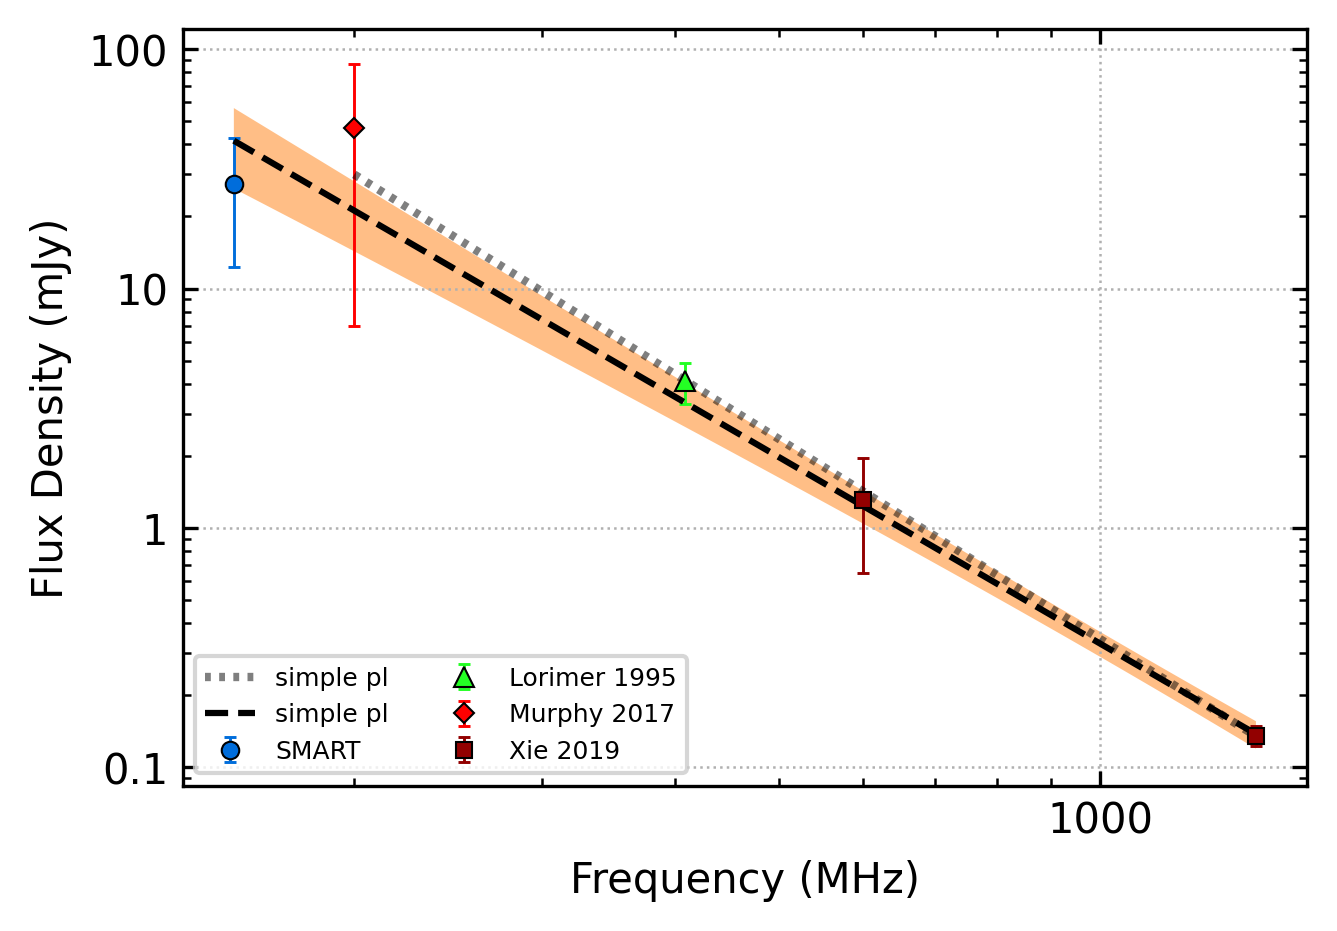 100
10
1
0.1
Flux Density (mJy)
simple pl
simple pl
SMART
Lorimer 1995
Murphy 2017
Xie 2019
1000
Frequency (MHz)